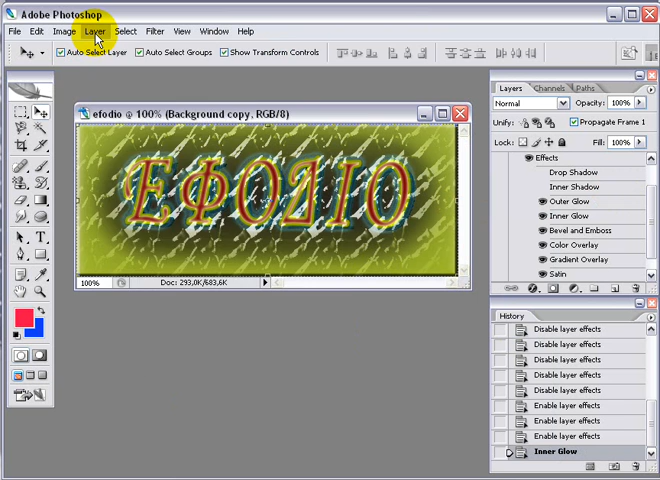 Adobe Photoshop
File Edit Image Layer Select Filter View Window Help
Auto Select Layer Auto Select Groups Show Transform Controls
efodio @ 100% (Background copy, RGB/8)
ΕΦΟΔΙΟ
100% Doc: 293,0K/683,6K
Layers Channels Paths
Normal Opacity: 100%
Unify: Propagate Frame 1
Lock: Fill: 100%
Effects
Drop Shadow
Inner Shadow
Outer Glow
Inner Glow
Bevel and Emboss
Color Overlay
Gradient Overlay
Satin
History
Disable layer effects
Disable layer effects
Disable layer effects
Disable layer effects
Disable layer effects
Enable layer effects
Enable layer effects
Enable layer effects
Inner Glow